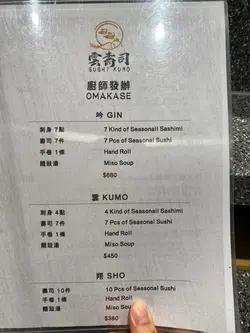 雲壽司
SUSHI KUMO
廚師發辦
OMAKASE
吟 GIN
刺身 7點 7 Kind of Seasonall Sashimi
壽司 7件 7 Pcs of Seasonal Sushi
手卷 1條 Hand Roll
麵豉湯 Miso Soup
$680
雲 KUMO
刺身 4點 4 Kind of Seasonall Sashimi
壽司 7件 7 Pcs of Seasonal Sushi
手卷 1條 Hand Roll
麵豉湯 Miso Soup
$450
翔 SHO
壽司 10件 10 Pcs of Seasonal Sushi
手卷 1條 Hand Roll
麵豉湯 Miso Soup
$380